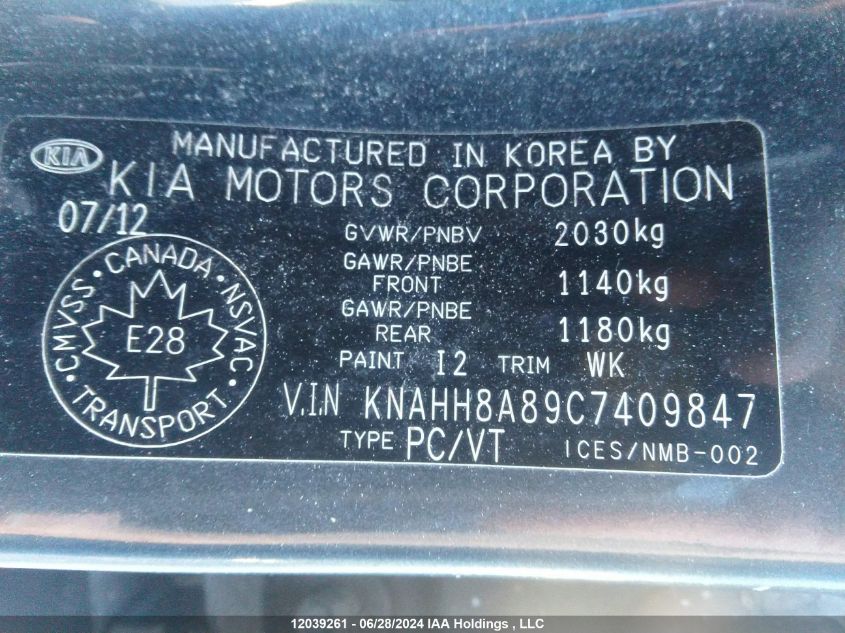 KIA
MANUFACTURED IN KOREA BY
KIA MOTORS CORPORATION
07/12
GVWR/PNBV 2030kg
GAWR/PNBE
FRONT 1140kg
GAWR/PNBE
REAR 1180kg
PAINT I2 TRIM WK
V.I.N KNAHH8A89C7409847
TYPE PC/VT ICES/NMB-002
CANADA
CMVSS • NSVAC
E28
TRANSPORT
12039261 - 06/28/2024 IAA Holdings , LLC